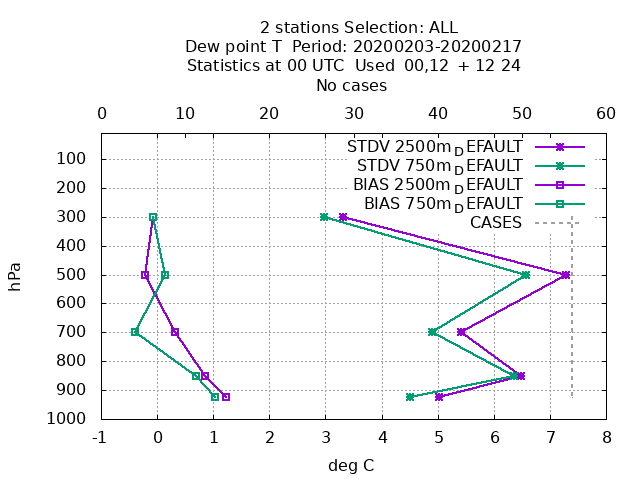 2 stations Selection: ALL
Dew point T  Period: 20200203-20200217
Statistics at 00 UTC  Used  00,12  + 12 24
No cases
0 10 20 30 40 50 60
STDV 2500m_DEFAULT
STDV 750m_DEFAULT
BIAS 2500m_DEFAULT
BIAS 750m_DEFAULT
CASES
hPa
100
200
300
400
500
600
700
800
900
1000
-1 0 1 2 3 4 5 6 7 8
deg C